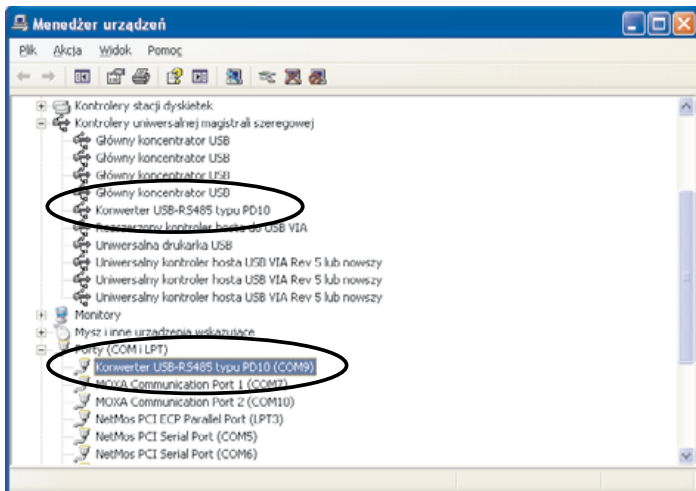 Menedżer urządzeń
Plik Akcja Widok Pomoc
Kontrolery stacji dyskietek
Kontrolery uniwersalnej magistrali szeregowej
Główny koncentrator USB
Główny koncentrator USB
Główny koncentrator USB
Główny koncentrator USB
Konwerter USB-RS485 typu PD10
Rozszerzony kontroler hosta do USB VIA
Uniwersalna drukarka USB
Uniwersalny kontroler hosta USB VIA Rev 5 lub nowszy
Uniwersalny kontroler hosta USB VIA Rev 5 lub nowszy
Uniwersalny kontroler hosta USB VIA Rev 5 lub nowszy
Monitory
Mysz i inne urządzenia wskazujące
Porty (COM i LPT)
Konwerter USB-RS485 typu PD10 (COM9)
MOXA Communication Port 1 (COM7)
MOXA Communication Port 2 (COM10)
NetMos PCI ECP Parallel Port (LPT3)
NetMos PCI Serial Port (COM5)
NetMos PCI Serial Port (COM6)